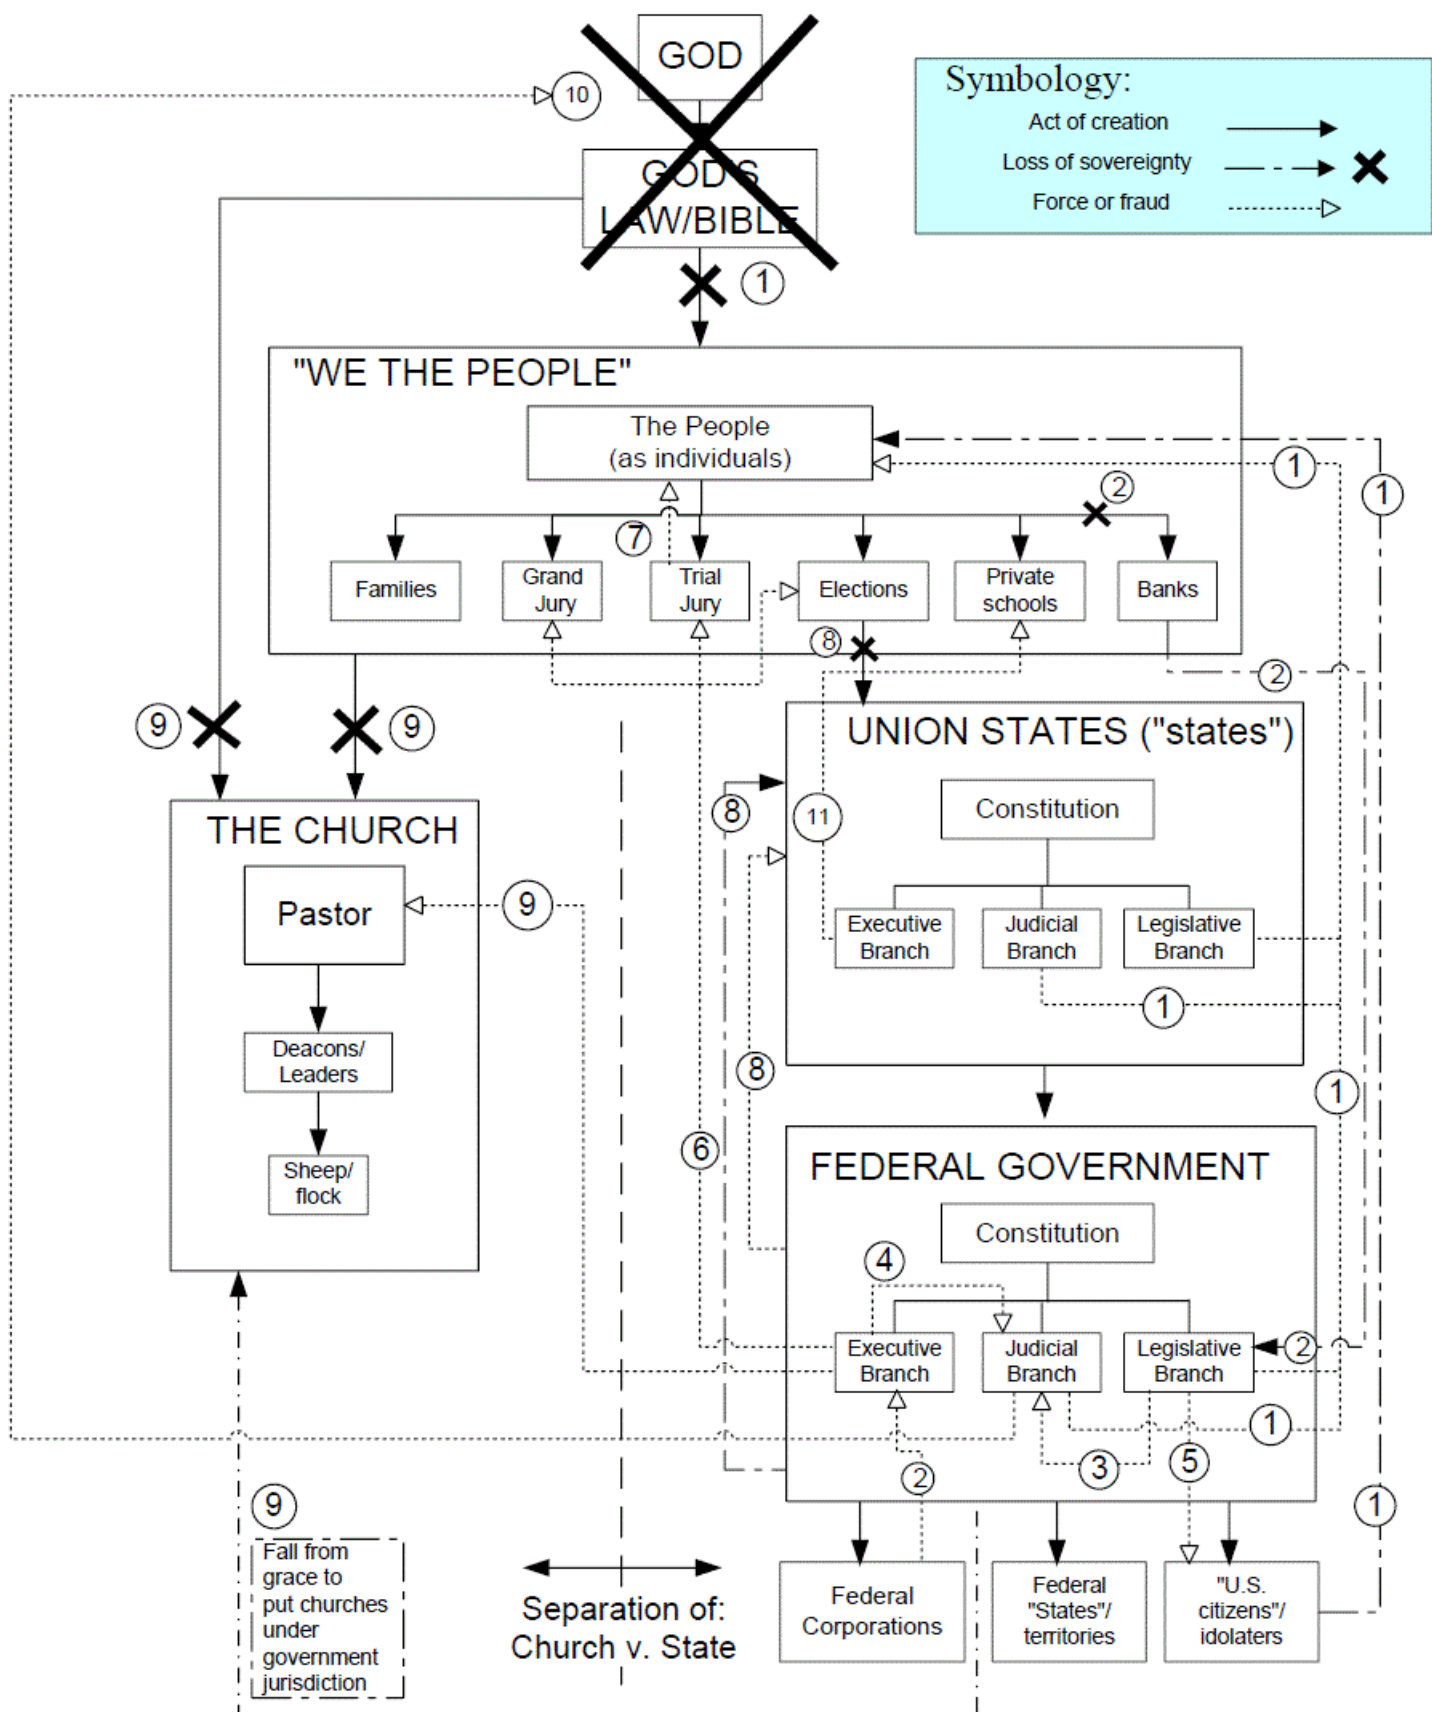 GOD
10
Symbology:
Act of creation
Loss of sovereignty
Force or fraud
GOD'S
LAW/BIBLE
1
"WE THE PEOPLE"
The People
(as individuals)
1
1
2
7
Families
Grand
Jury
Trial
Jury
Elections
Private
schools
Banks
8
2
9
9
UNION STATES ("states")
8
11
Constitution
THE CHURCH
Pastor
9
Executive
Branch
Judicial
Branch
Legislative
Branch
1
Deacons/
Leaders
8
1
6
Sheep/
flock
FEDERAL GOVERNMENT
Constitution
4
Executive
Branch
Judicial
Branch
Legislative
Branch
2
1
3
5
2
9
1
Fall from
grace to
put churches
under
government
jurisdiction
Separation of:
Church v. State
Federal
Corporations
Federal
"States"/
territories
"U.S.
citizens"/
idolaters